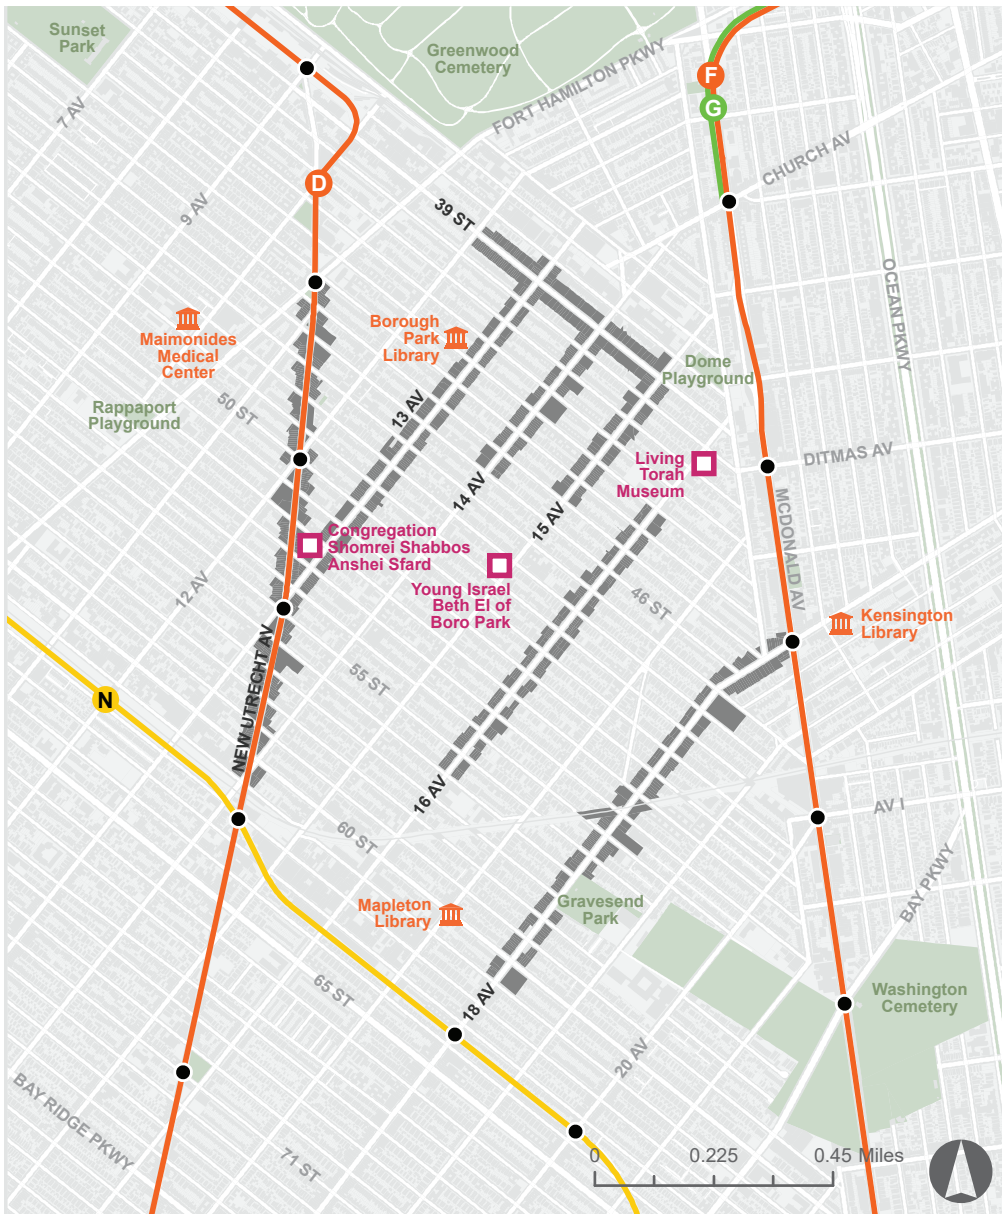 Sunset
Park
Greenwood
Cemetery
FORT HAMILTON PKWY
F
G
7 AV
CHURCH AV
D
9 AV
39 ST
OCEAN PKWY
Maimonides
Medical
Center
Borough
Park
Library
Dome
Playground
Rappaport
Playground
50 ST
13 AV
DITMAS AV
Living
Torah
Museum
14 AV
15 AV
MCDONALD AV
Congregation
Shomrei Shabbos
Anshei Sfard
12 AV
Young Israel
Beth El of
Boro Park
46 ST
Kensington
Library
NEW UTRECHT AV
55 ST
N
16 AV
AV I
60 ST
BAY PKWY
Mapleton
Library
Gravesend
Park
65 ST
18 AV
Washington
Cemetery
20 AV
BAY RIDGE PKWY
71 ST
0 0.225 0.45 Miles